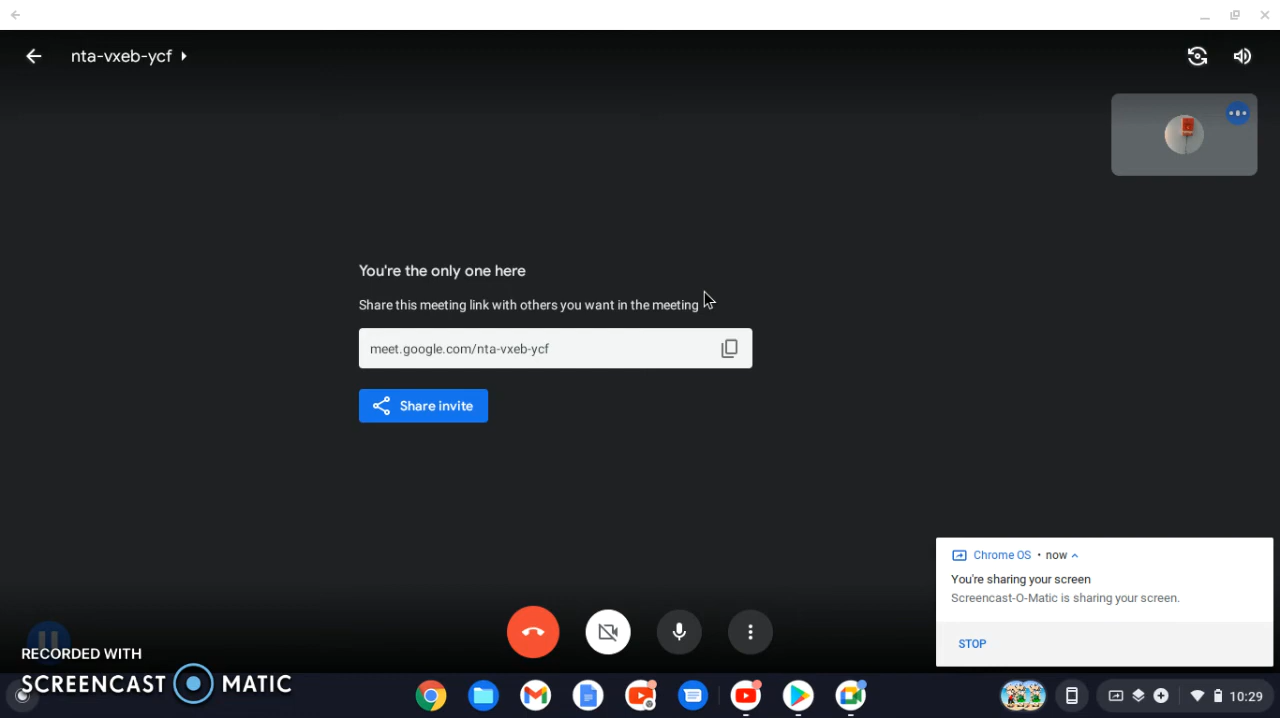 nta-vxeb-ycf
You're the only one here
Share this meeting link with others you want in the meeting
meet.google.com/nta-vxeb-ycf
Share invite
Chrome OS • now
You're sharing your screen
Screencast-O-Matic is sharing your screen.
STOP
RECORDED WITH
SCREENCAST MATIC
10:29